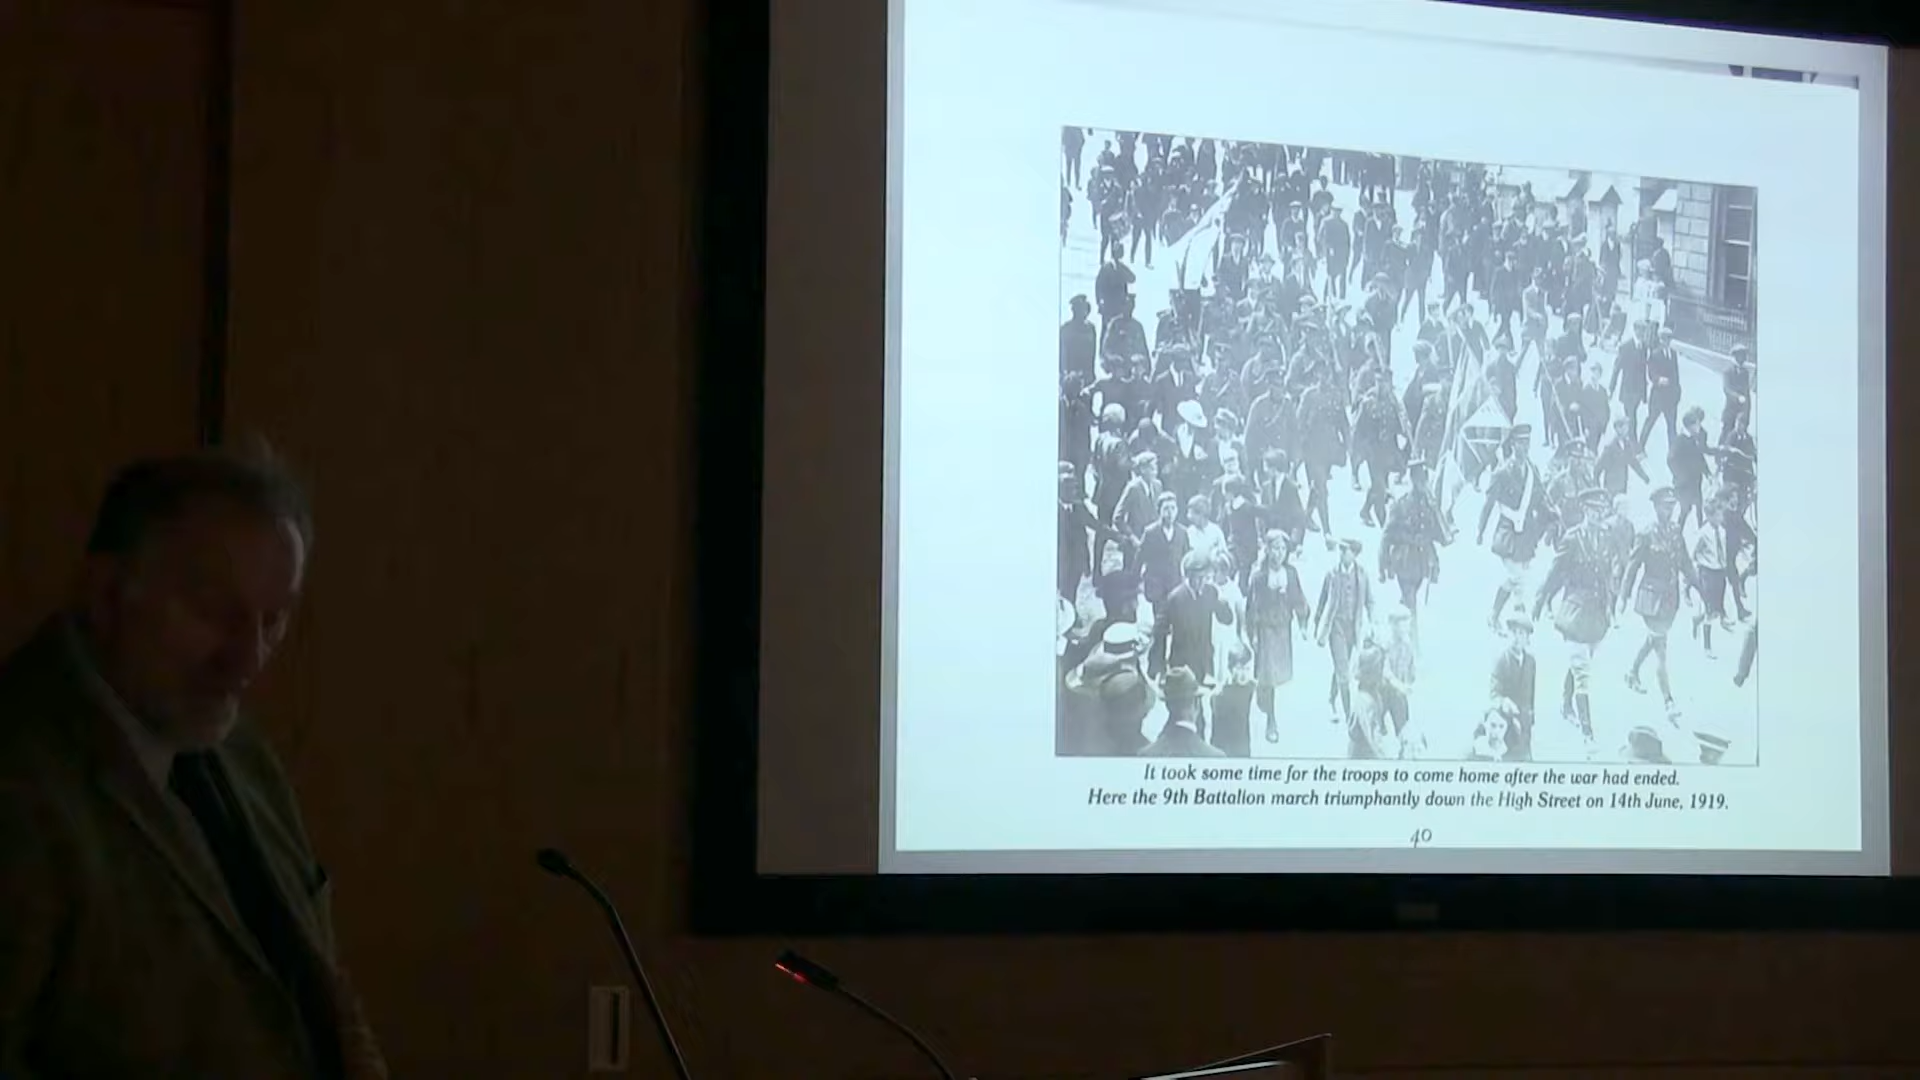 It took some time for the troops to come home after the war had ended.
Here the 9th Battalion march triumphantly down the High Street on 14th June, 1919.
40